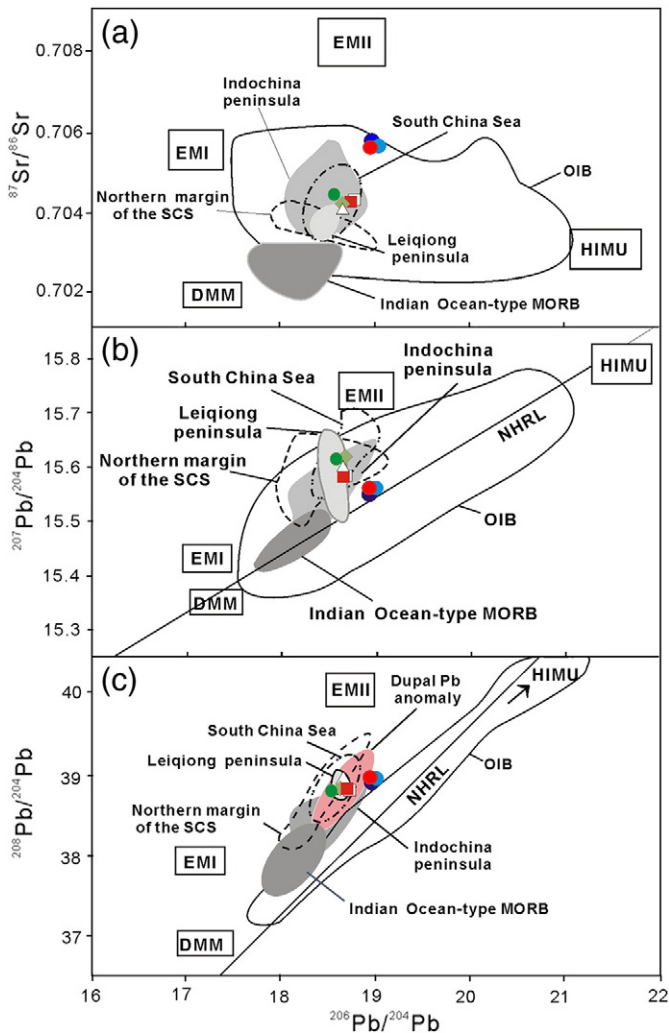 (a)
EMII
0.708
Indochina
peninsula
South China Sea
0.706
EMI
OIB
Northern margin
of the SCS
0.704
Leiqiong
peninsula
HIMU
DMM
0.702
Indian Ocean-type MORB
87Sr/86Sr
(b)
15.8
Indochina
peninsula
HIMU
South China Sea
EMII
15.7
Leiqiong
peninsula
NHRL
Northern margin
of the SCS
15.6
15.5
OIB
EMI
15.4
DMM
Indian Ocean-type MORB
15.3
207Pb/204Pb
(c)
40
EMII
Dupal Pb
anomaly
HIMU
South China Sea
Leiqiong peninsula
OIB
39
NHRL
Northern margin
of the SCS
Indochina
peninsula
38
EMI
Indian Ocean-type MORB
37
DMM
208Pb/204Pb
16 17 18 19 20 21 22
206Pb/204Pb